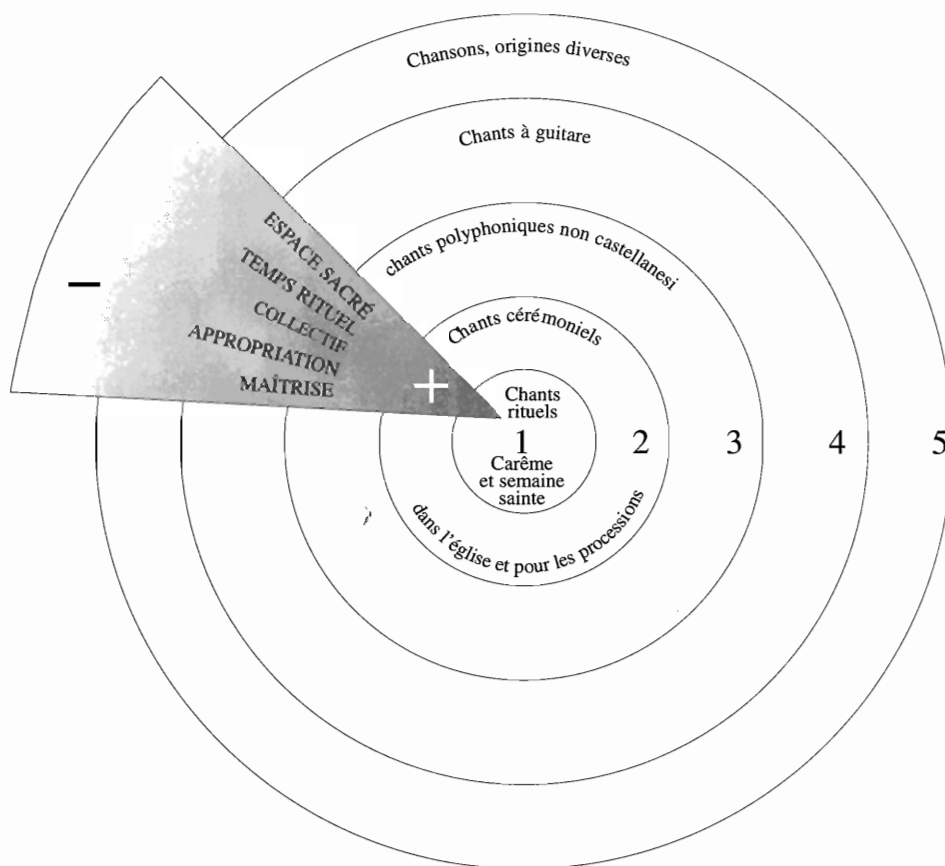 Chansons, origines diverses
Chants à guitare
chants polyphoniques non castellanesi
Chants cérémoniels
ESPACE SACRÉ
TEMPS RITUEL
COLLECTIF
APPROPRIATION
MAÎTRISE
−
+
Chants
rituels
1
2
3
4
5
Carême
et semaine
sainte
dans l'église et pour les processions